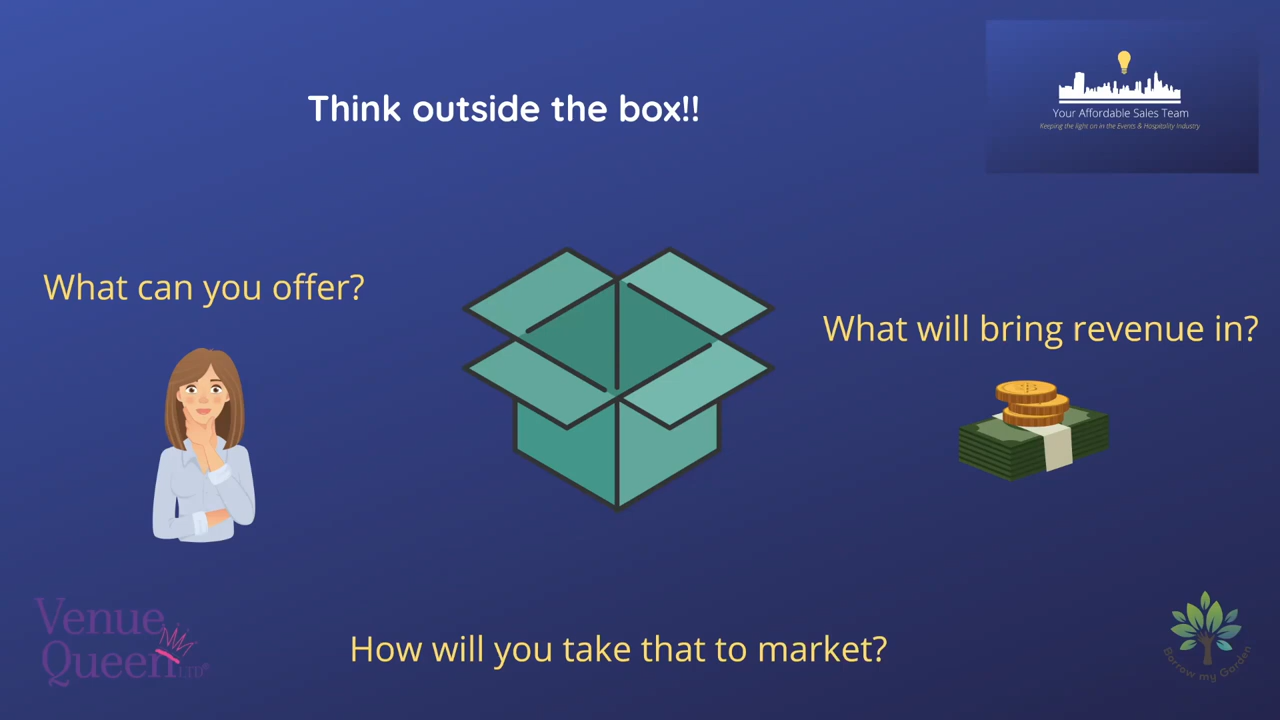 Think outside the box!!
Your Affordable Sales Team
Keeping the light on in the Events & Hospitality Industry
What can you offer?
What will bring revenue in?
How will you take that to market?
Venue
Queen LTD®
Borrow my Garden